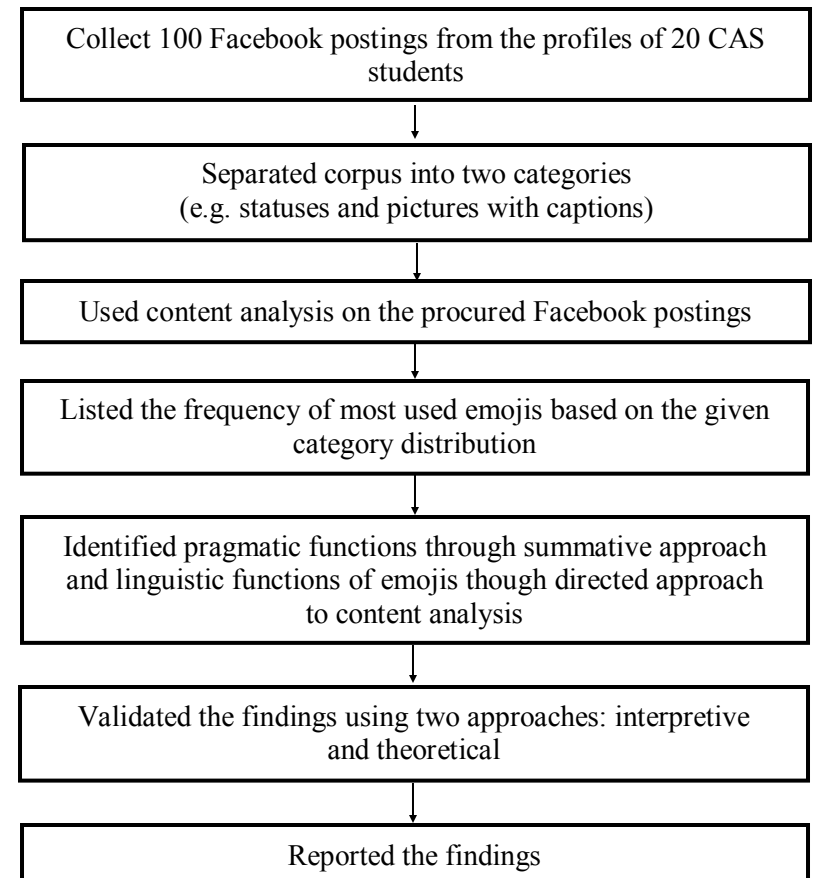 Collect 100 Facebook postings from the profiles of 20 CAS
students
Separated corpus into two categories
(e.g. statuses and pictures with captions)
Used content analysis on the procured Facebook postings
Listed the frequency of most used emojis based on the given
category distribution
Identified pragmatic functions through summative approach
and linguistic functions of emojis though directed approach
to content analysis
Validated the findings using two approaches: interpretive
and theoretical
Reported the findings